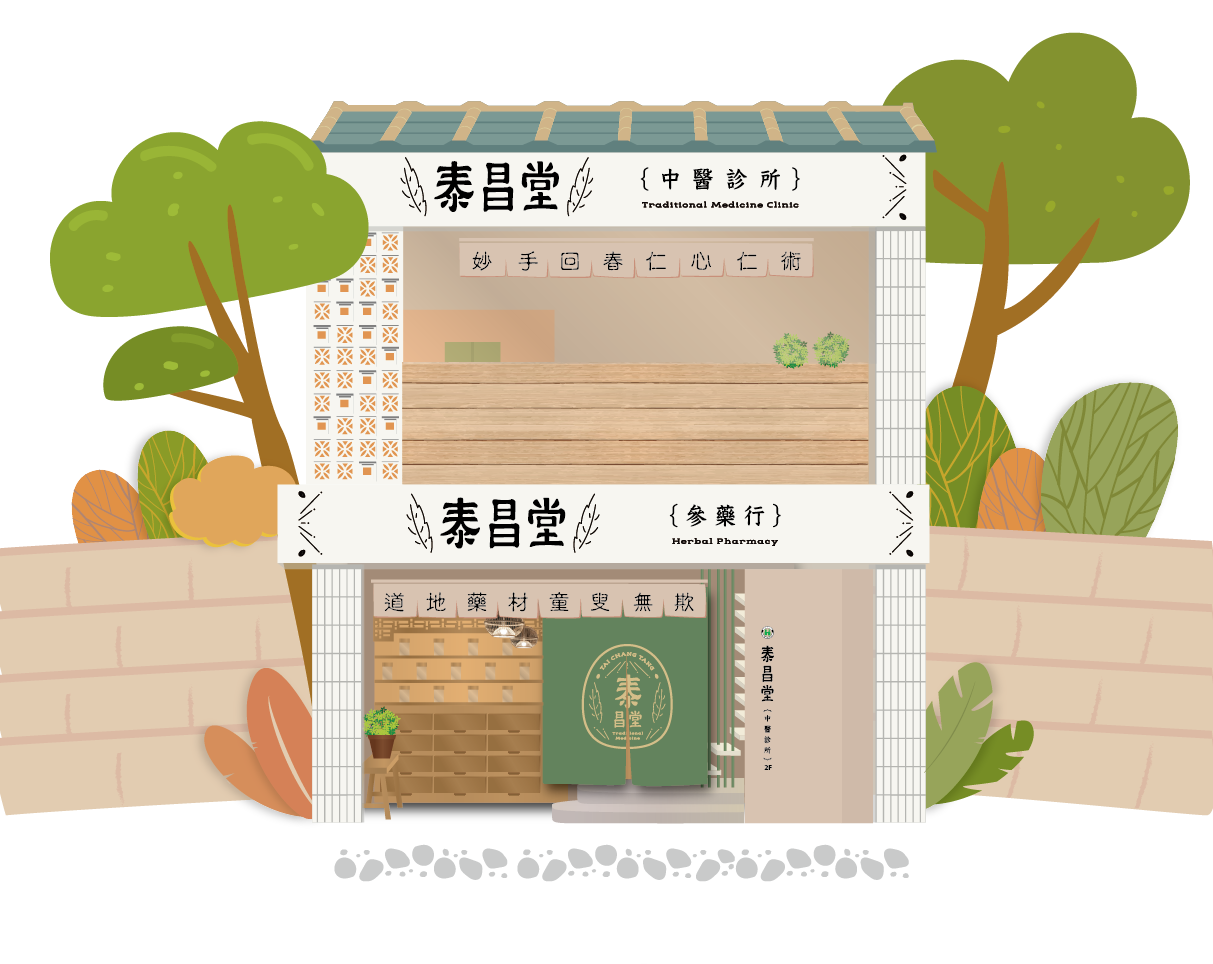 泰昌堂
{中醫診所}
Traditional Medicine Clinic
妙手回春仁心仁術
泰昌堂
{參藥行}
Herbal Pharmacy
道地藥材童叟無欺
TAI CHANG TANG
泰
昌堂
Traditional
Medicine
泰昌堂{中醫診所}2F